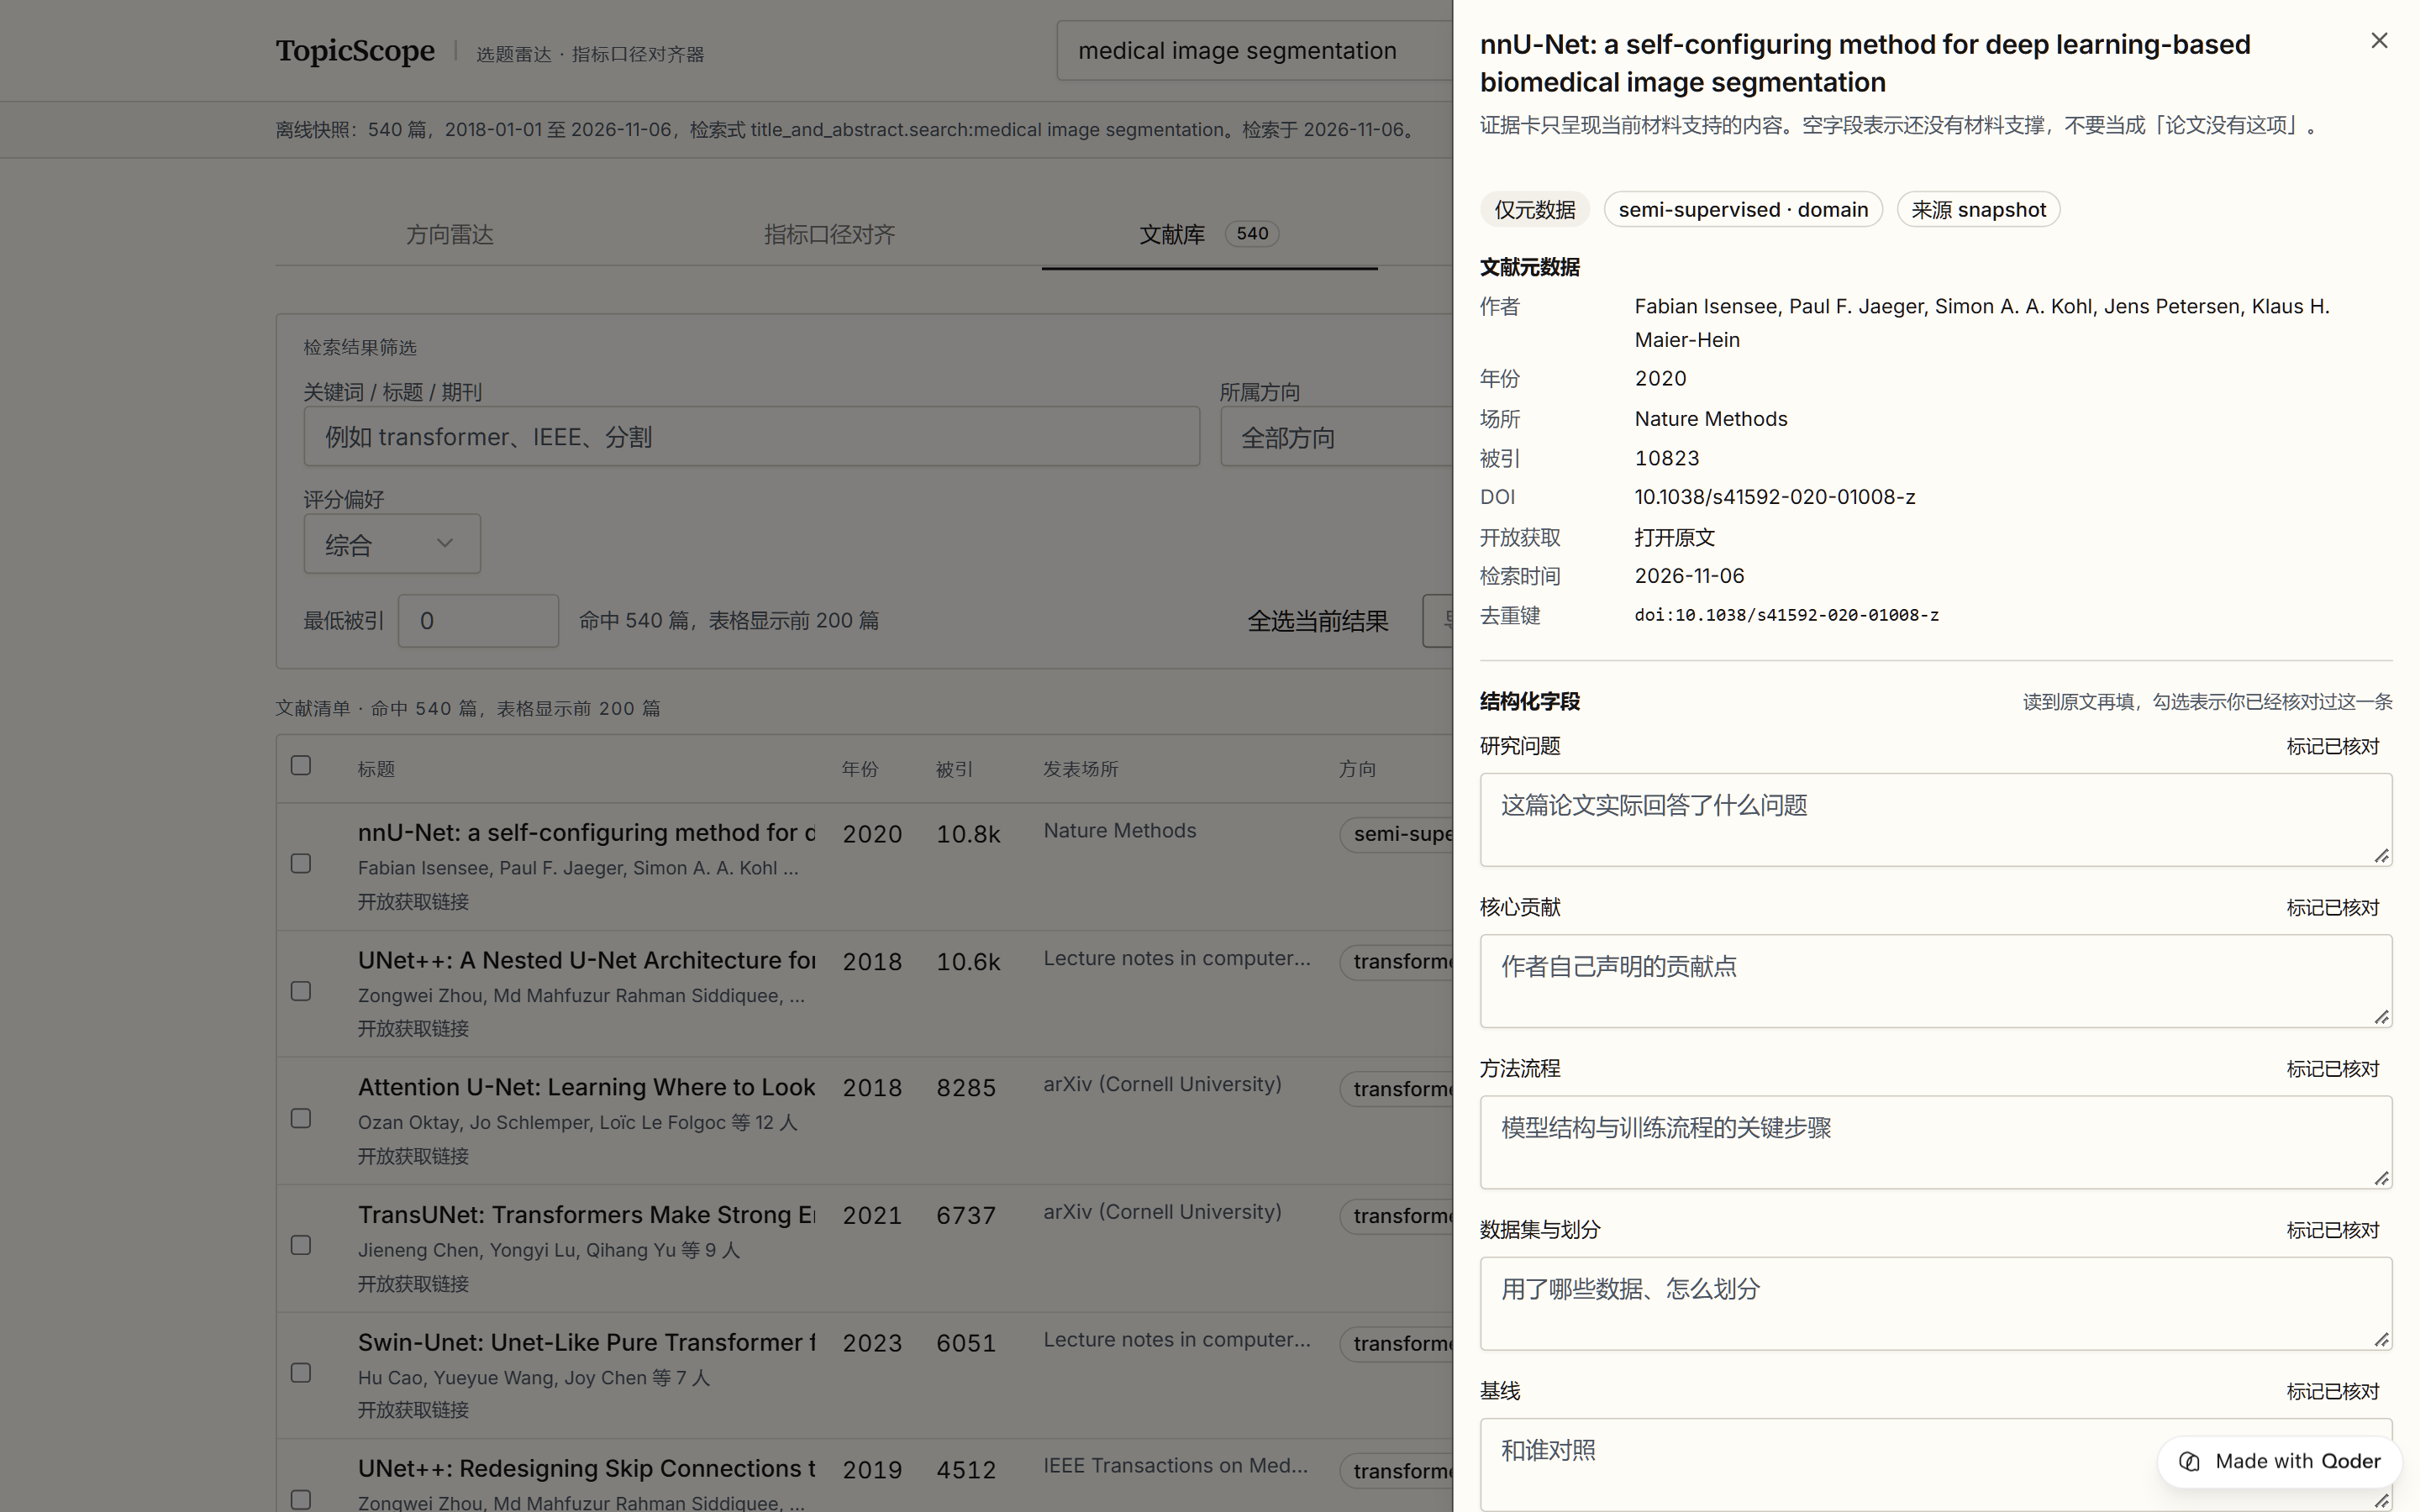 TopicScope
选题雷达 · 指标口径对齐器
medical image segmentation
离线快照：540 篇，2018-01-01 至 2026-11-06，检索式 title_and_abstract.search:medical image segmentation。检索于 2026-11-06。
方向雷达
指标口径对齐
文献库 540
检索结果筛选
关键词 / 标题 / 期刊
所属方向
例如 transformer、IEEE、分割
全部方向
评分偏好
综合
最低被引 0 命中 540 篇，表格显示前 200 篇
全选当前结果
文献清单 · 命中 540 篇，表格显示前 200 篇
标题 年份 被引 发表场所 方向
nnU-Net: a self-configuring method for d 2020 10.8k Nature Methods semi-supe
Fabian Isensee, Paul F. Jaeger, Simon A. A. Kohl ...
开放获取链接
UNet++: A Nested U-Net Architecture for 2018 10.6k Lecture notes in computer... transforme
Zongwei Zhou, Md Mahfuzur Rahman Siddiquee, ...
开放获取链接
Attention U-Net: Learning Where to Look 2018 8285 arXiv (Cornell University) transforme
Ozan Oktay, Jo Schlemper, Loïc Le Folgoc 等 12 人
开放获取链接
TransUNet: Transformers Make Strong E 2021 6737 arXiv (Cornell University) transforme
Jieneng Chen, Yongyi Lu, Qihang Yu 等 9 人
开放获取链接
Swin-Unet: Unet-Like Pure Transformer f 2023 6051 Lecture notes in computer... transforme
Hu Cao, Yueyue Wang, Joy Chen 等 7 人
开放获取链接
UNet++: Redesigning Skip Connections t 2019 4512 IEEE Transactions on Med... transforme
Zongwei Zhou, Md Mahfuzur Rahman Siddiquee, ...
nnU-Net: a self-configuring method for deep learning-based
biomedical image segmentation
证据卡只呈现当前材料支持的内容。空字段表示还没有材料支撑，不要当成「论文没有这项」。
仅元数据
semi-supervised · domain
来源 snapshot
文献元数据
作者 Fabian Isensee, Paul F. Jaeger, Simon A. A. Kohl, Jens Petersen, Klaus H.
Maier-Hein
年份 2020
场所 Nature Methods
被引 10823
DOI 10.1038/s41592-020-01008-z
开放获取 打开原文
检索时间 2026-11-06
去重键 doi:10.1038/s41592-020-01008-z
结构化字段 读到原文再填，勾选表示你已经核对过这一条
研究问题 标记已核对
这篇论文实际回答了什么问题
核心贡献 标记已核对
作者自己声明的贡献点
方法流程 标记已核对
模型结构与训练流程的关键步骤
数据集与划分 标记已核对
用了哪些数据、怎么划分
基线 标记已核对
和谁对照
Made with Qoder